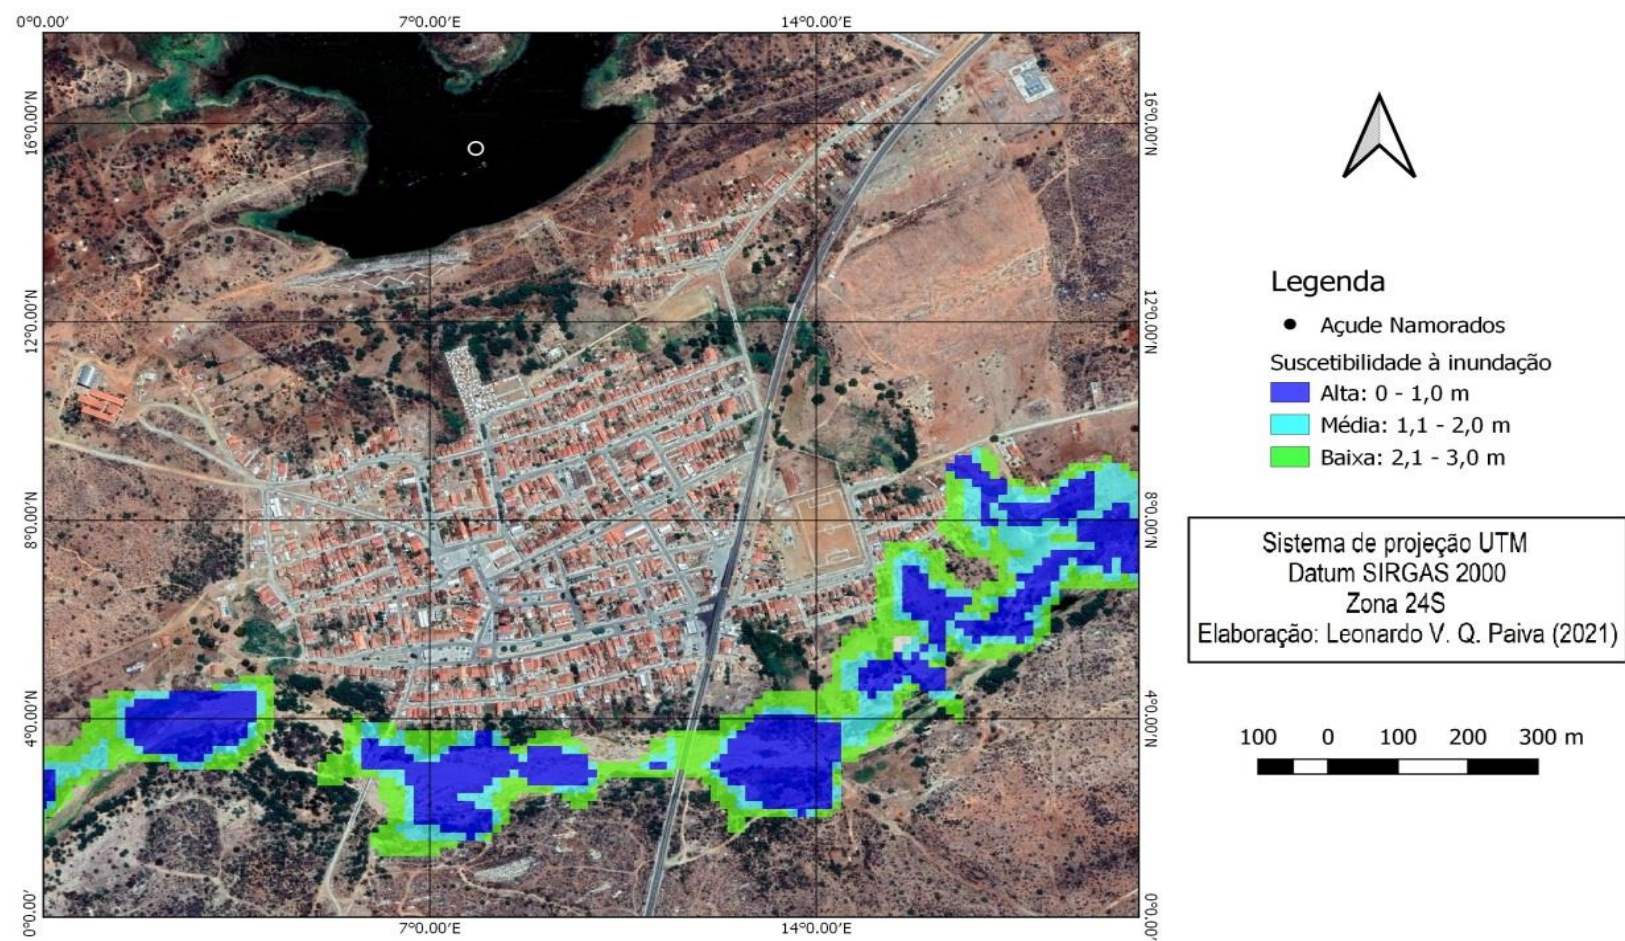 0°0.00′
7°0.00′E
14°0.00′E
16°0.00′N
16°0.00′N
12°0.00′N
12°0.00′N
8°0.00′N
8°0.00′N
4°0.00′N
4°0.00′N
0°0.00′
0°0.00′
7°0.00′E
14°0.00′E
Legenda
Açude Namorados
Suscetibilidade à inundação
Alta: 0 - 1,0 m
Média: 1,1 - 2,0 m
Baixa: 2,1 - 3,0 m
Sistema de projeção UTM
Datum SIRGAS 2000
Zona 24S
Elaboração: Leonardo V. Q. Paiva (2021)
100 0 100 200 300 m